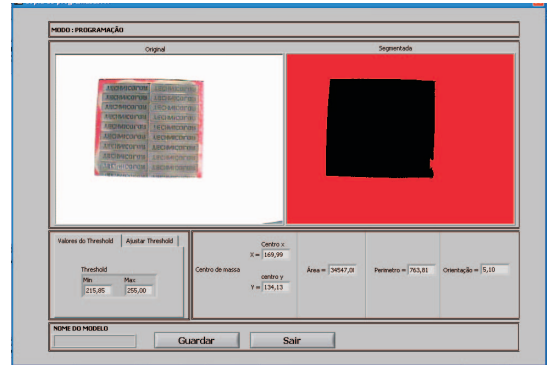 MODO : PROGRAMAÇÃO
Original
Segmentada
Valores do Threshold
Ajustar Threshold
Threshold
Min
Max
215,85
255,00
Centro de massa
Centro x
X = 169,99
centro y
Y = 134,13
Área = 34547,0
Perimetro = 763,81
Orientação = 5,10
NOME DO MODELO
Guardar
Sair